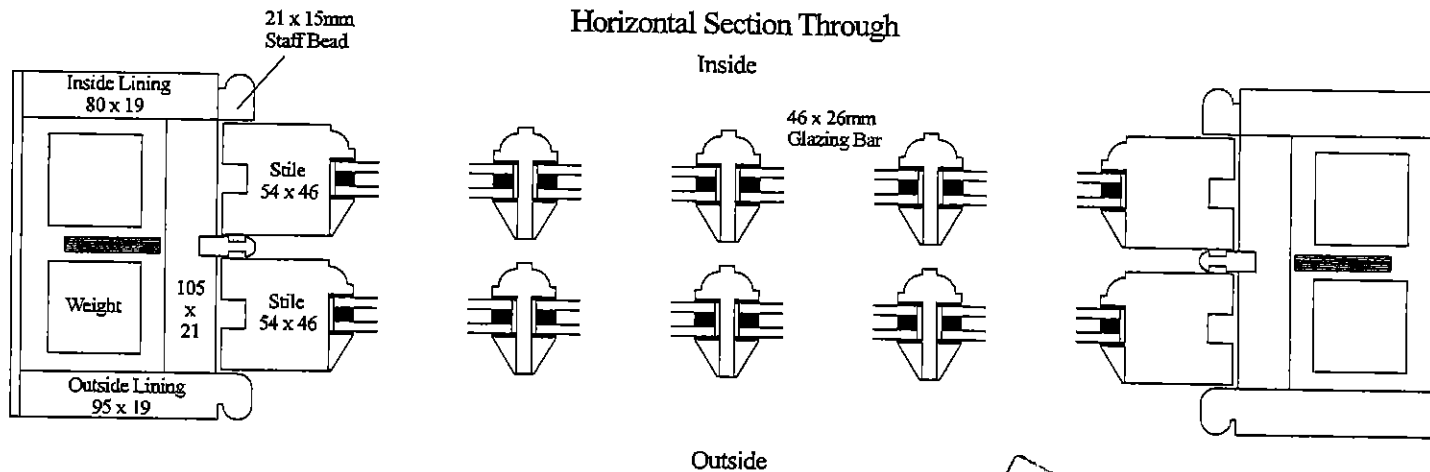 Horizontal Section Through
Inside
21 x 15mm
Staff Bead
Inside Lining
80 x 19
46 x 26mm
Glazing Bar
Stile
54 x 46
Weight
105
x
21
Stile
54 x 46
Outside Lining
95 x 19
Outside